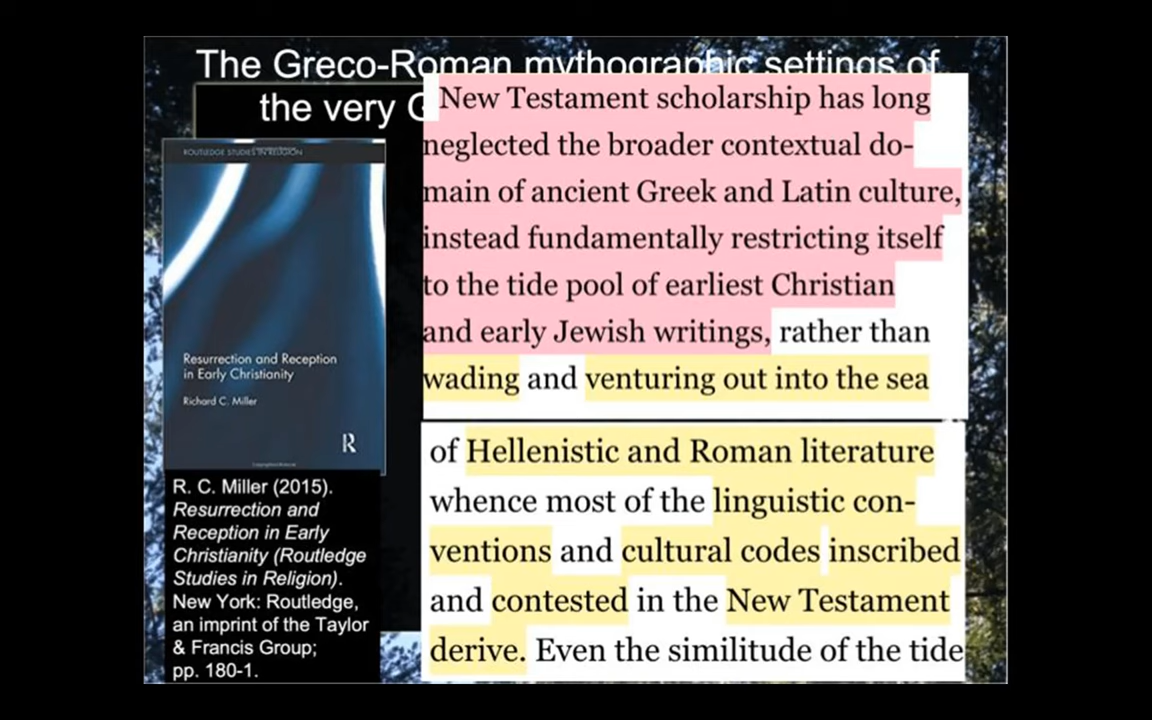 The Greco-Roman mythographic settings of
the very G
New Testament scholarship has long
neglected the broader contextual do-
main of ancient Greek and Latin culture,
instead fundamentally restricting itself
to the tide pool of earliest Christian
and early Jewish writings, rather than
wading and venturing out into the sea
of Hellenistic and Roman literature
whence most of the linguistic con-
ventions and cultural codes inscribed
and contested in the New Testament
derive. Even the similitude of the tide
ROUTLEDGE STUDIES IN RELIGION
Resurrection and Reception
in Early Christianity
Richard C. Miller
R
R. C. Miller (2015).
Resurrection and
Reception in Early
Christianity (Routledge
Studies in Religion).
New York: Routledge,
an imprint of the Taylor
& Francis Group;
pp. 180-1.